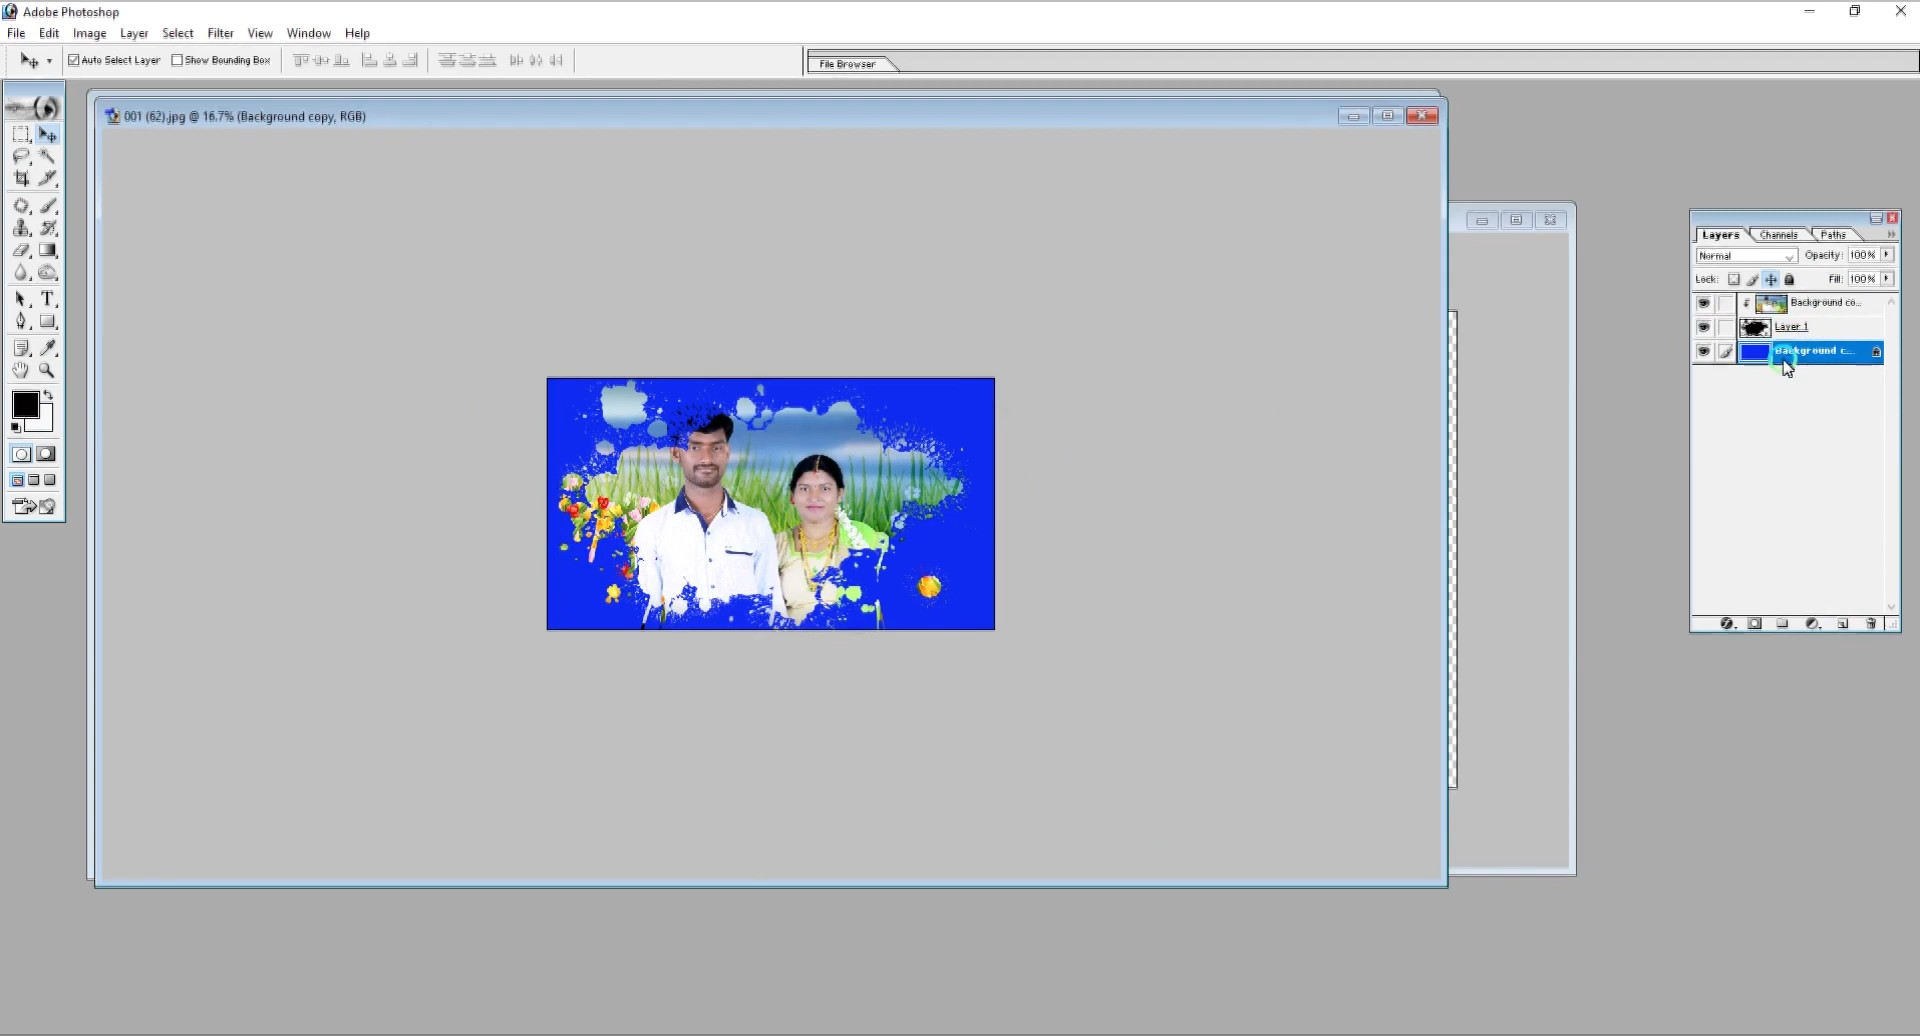 Adobe Photoshop
File Edit Image Layer Select Filter View Window Help
Auto Select Layer Show Bounding Box
File Browser
001 (62).jpg @ 16.7% (Background copy, RGB)
Layers Channels Paths
Normal Opacity: 100%
Lock: Fill: 100%
Background co...
Layer 1
Background c...